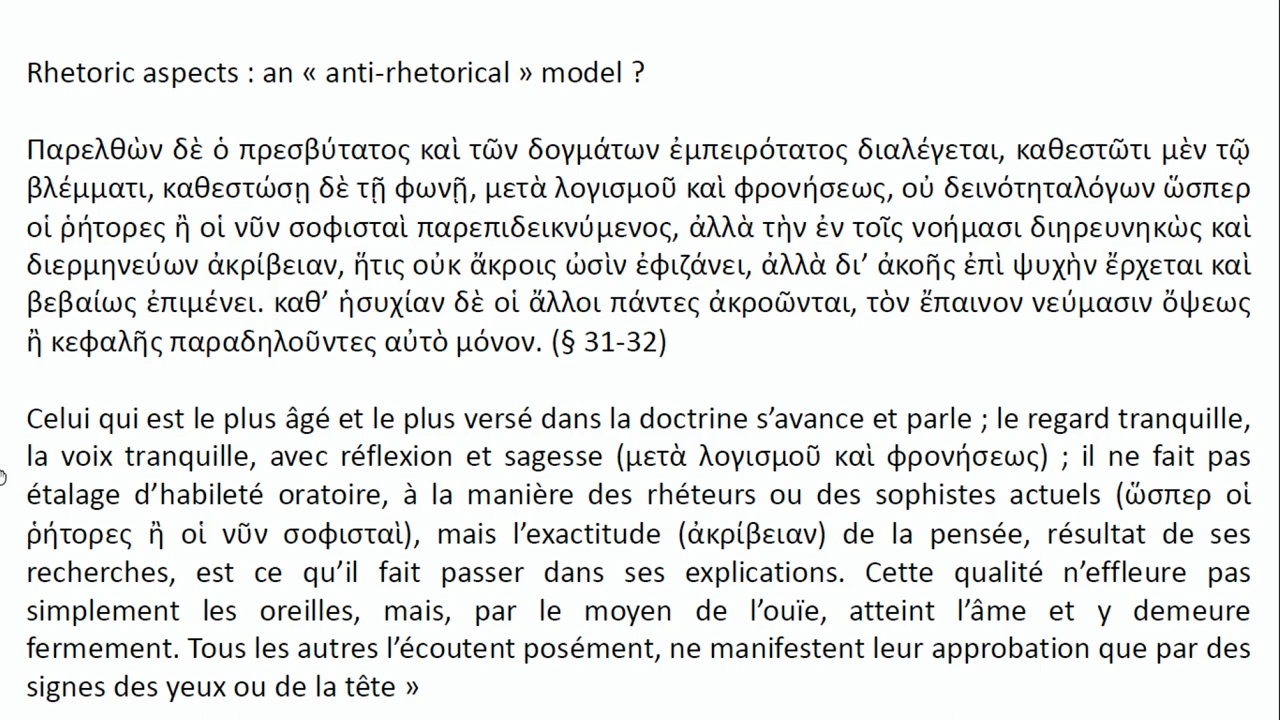 Rhetoric aspects : an « anti-rhetorical » model ?
Παρελθὼν δὲ ὁ πρεσβύτατος καὶ τῶν δογμάτων ἐμπειρότατος διαλέγεται, καθεστῶτι μὲν τῷ
βλέμματι, καθεστώσῃ δὲ τῇ φωνῇ, μετὰ λογισμοῦ καὶ φρονήσεως, οὐ δεινότηταλόγων ὥσπερ
οἱ ῥήτορες ἢ οἱ νῦν σοφισταὶ παρεπιδεικνύμενος, ἀλλὰ τὴν ἐν τοῖς νοήμασι διηρευνηκὼς καὶ
διερμηνεύων ἀκρίβειαν, ἥτις οὐκ ἄκροις ὠσὶν ἐφιζάνει, ἀλλὰ δι’ ἀκοῆς ἐπὶ ψυχὴν ἔρχεται καὶ
βεβαίως ἐπιμένει. καθ’ ἡσυχίαν δὲ οἱ ἄλλοι πάντες ἀκροῶνται, τὸν ἔπαινον νεύμασιν ὄψεως
ἢ κεφαλῆς παραδηλοῦντες αὐτὸ μόνον. (§ 31-32)
Celui qui est le plus âgé et le plus versé dans la doctrine s’avance et parle ; le regard tranquille,
la voix tranquille, avec réflexion et sagesse (μετὰ λογισμοῦ καὶ φρονήσεως) ; il ne fait pas
étalage d’habileté oratoire, à la manière des rhéteurs ou des sophistes actuels (ὥσπερ οἱ
ῥήτορες ἢ οἱ νῦν σοφισταὶ), mais l’exactitude (ἀκρίβειαν) de la pensée, résultat de ses
recherches, est ce qu’il fait passer dans ses explications. Cette qualité n’effleure pas
simplement les oreilles, mais, par le moyen de l’ouïe, atteint l’âme et y demeure
fermement. Tous les autres l’écoutent posément, ne manifestent leur approbation que par des
signes des yeux ou de la tête »